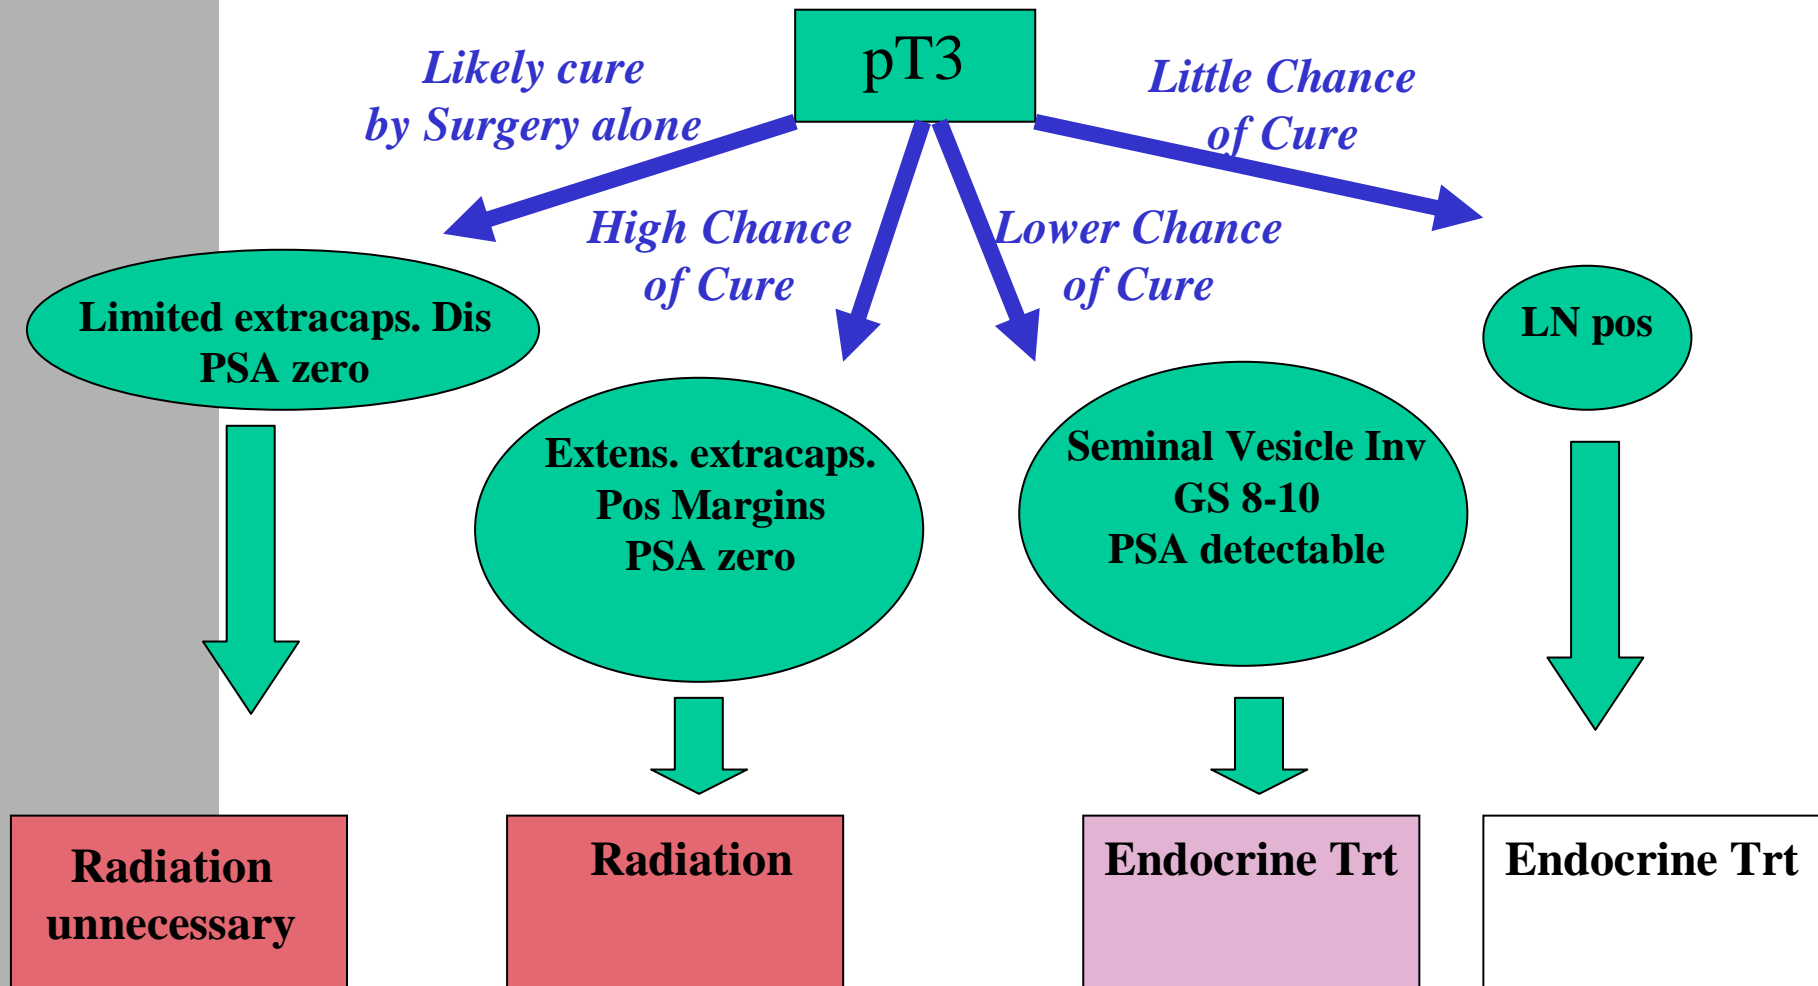 pT3
Likely cure
by Surgery alone
High Chance
of Cure
Lower Chance
of Cure
Little Chance
of Cure
Limited extracaps. Dis
PSA zero
Extens. extracaps.
Pos Margins
PSA zero
Seminal Vesicle Inv
GS 8-10
PSA detectable
LN pos
Radiation
unnecessary
Radiation
Endocrine Trt
Endocrine Trt